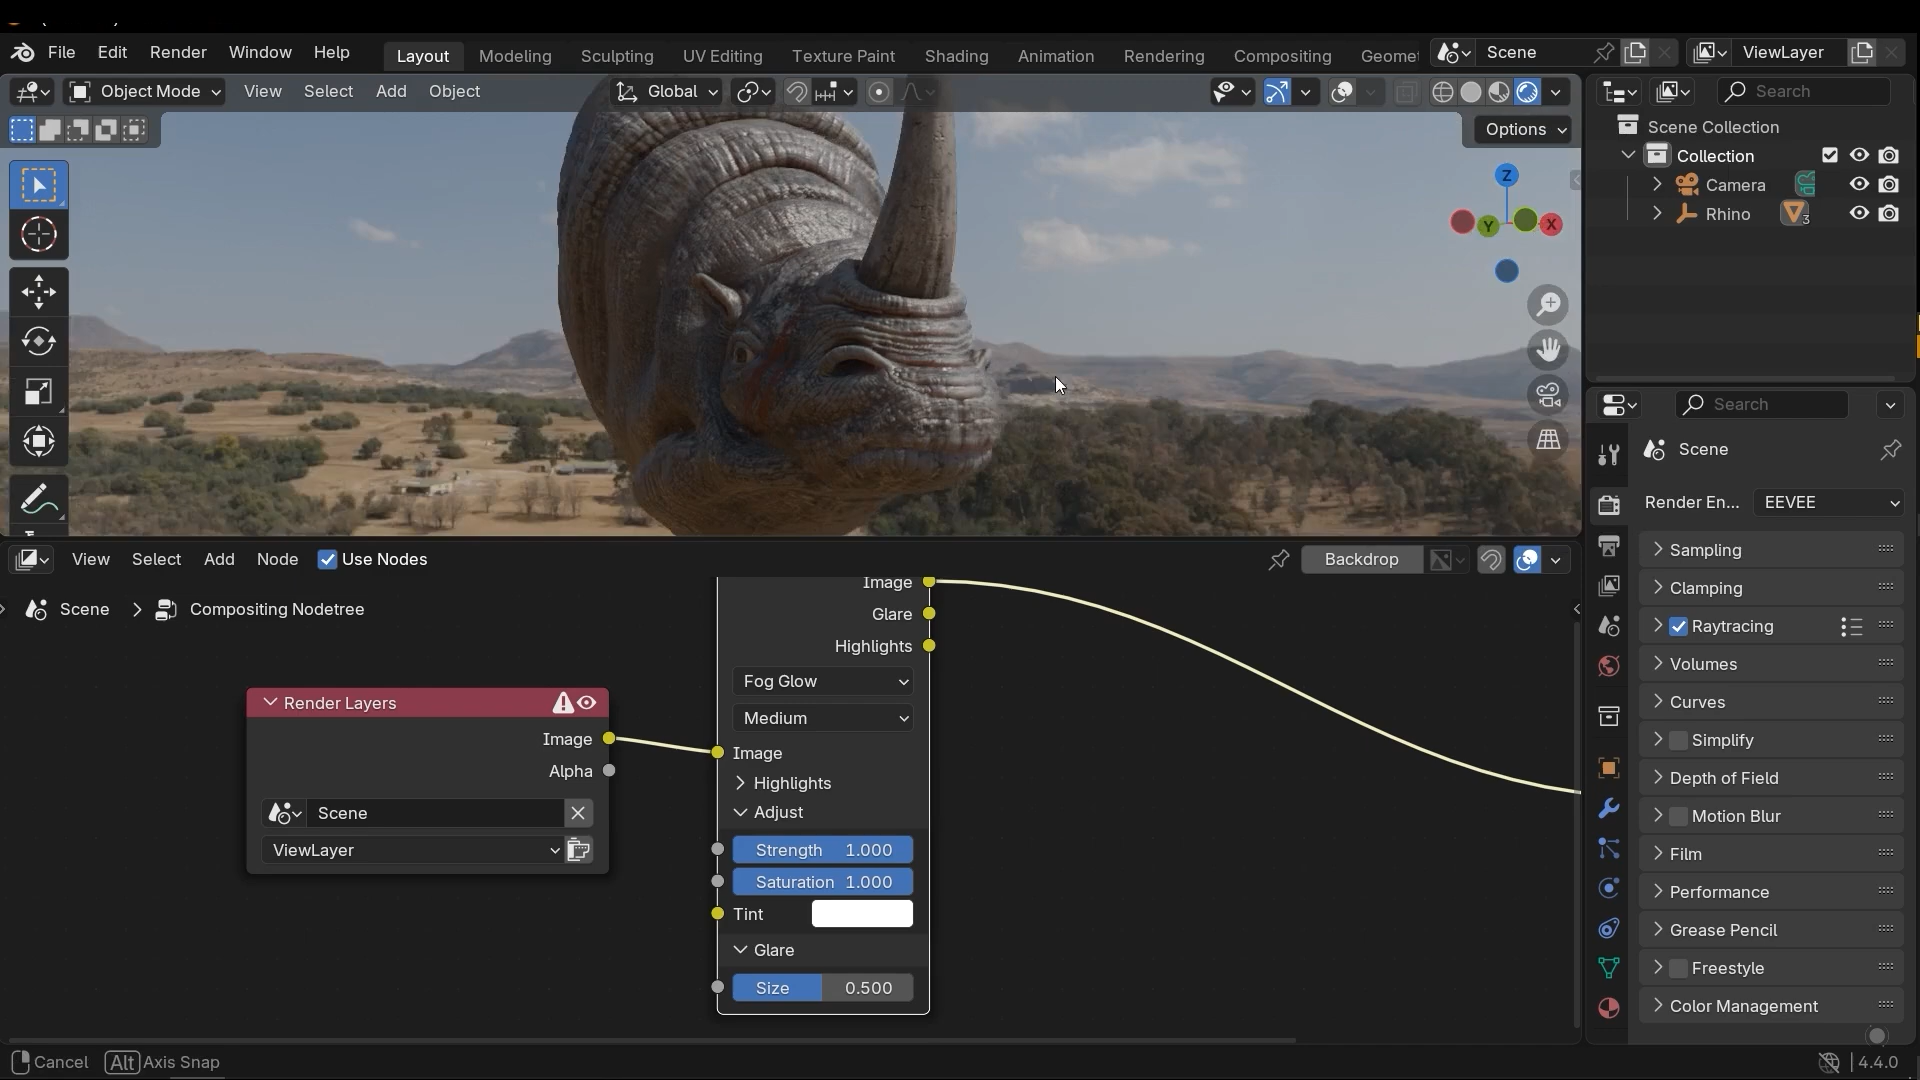 File Edit Render Window Help Layout Modeling Sculpting UV Editing Texture Paint Shading Animation Rendering Compositing Geomet Scene ViewLayer
Object Mode View Select Add Object Global Search
Options
Scene Collection
Collection
Camera
Rhino
3
Z
Y
X
Search
Scene
Render En... EEVEE
Sampling
Clamping
Raytracing
Volumes
Curves
Simplify
Depth of Field
Motion Blur
Film
Performance
Grease Pencil
Freestyle
Color Management
View Select Add Node Use Nodes Backdrop
Scene > Compositing Nodetree
Render Layers
Image
Alpha
Scene
ViewLayer
Image
Glare
Highlights
Fog Glow
Medium
Image
Highlights
Adjust
Strength 1.000
Saturation 1.000
Tint
Glare
Size 0.500
Cancel Alt Axis Snap 4.4.0